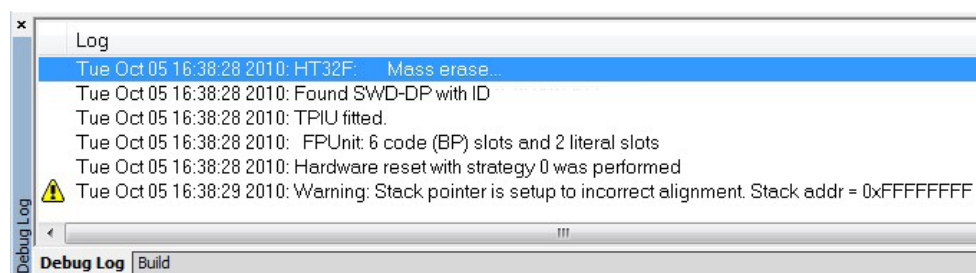 Log
Tue Oct 05 16:38:28 2010: HT32F: Mass erase...
Tue Oct 05 16:38:28 2010: Found SWD-DP with ID
Tue Oct 05 16:38:28 2010: TPIU fitted.
Tue Oct 05 16:38:28 2010: FPUnit: 6 code (BP) slots and 2 literal slots
Tue Oct 05 16:38:28 2010: Hardware reset with strategy 0 was performed
Tue Oct 05 16:38:29 2010: Warning: Stack pointer is setup to incorrect alignment. Stack addr = 0xFFFFFFFF
Debug Log
Debug Log Build